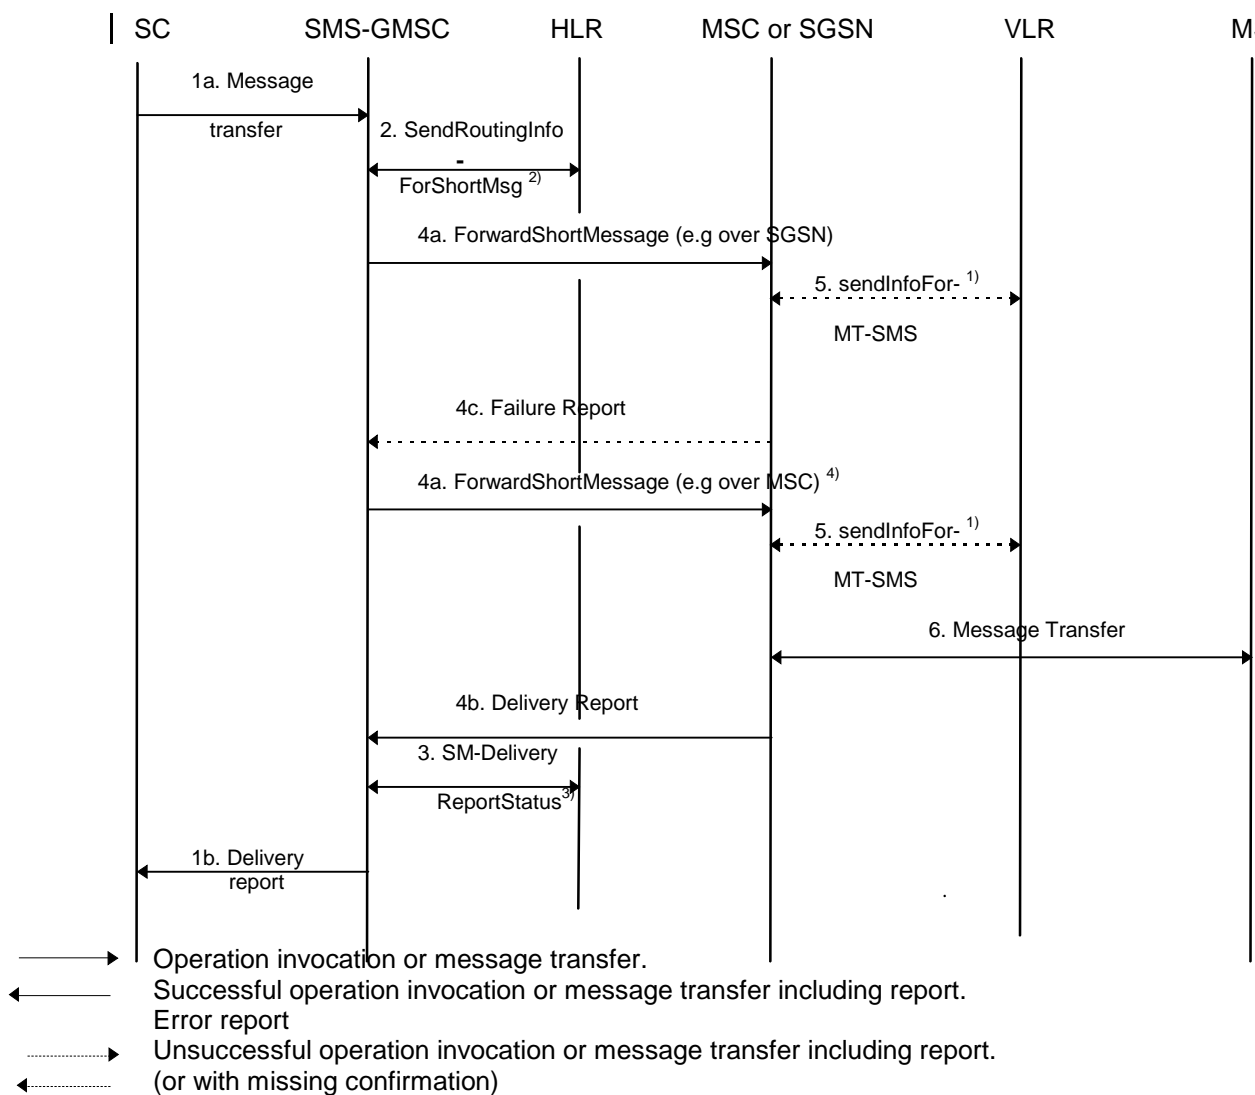 SC SMS-GMSC HLR MSC or SGSN VLR M
1a. Message
transfer
2. SendRoutingInfo
-
ForShortMsg 2)
4a. ForwardShortMessage (e.g over SGSN)
5. sendInfoFor- 1)
MT-SMS
4c. Failure Report
4a. ForwardShortMessage (e.g over MSC) 4)
5. sendInfoFor- 1)
MT-SMS
6. Message Transfer
4b. Delivery Report
3. SM-Delivery
ReportStatus3)
1b. Delivery
report
.
Operation invocation or message transfer.
Successful operation invocation or message transfer including report.
Error report
Unsuccessful operation invocation or message transfer including report.
(or with missing confirmation)